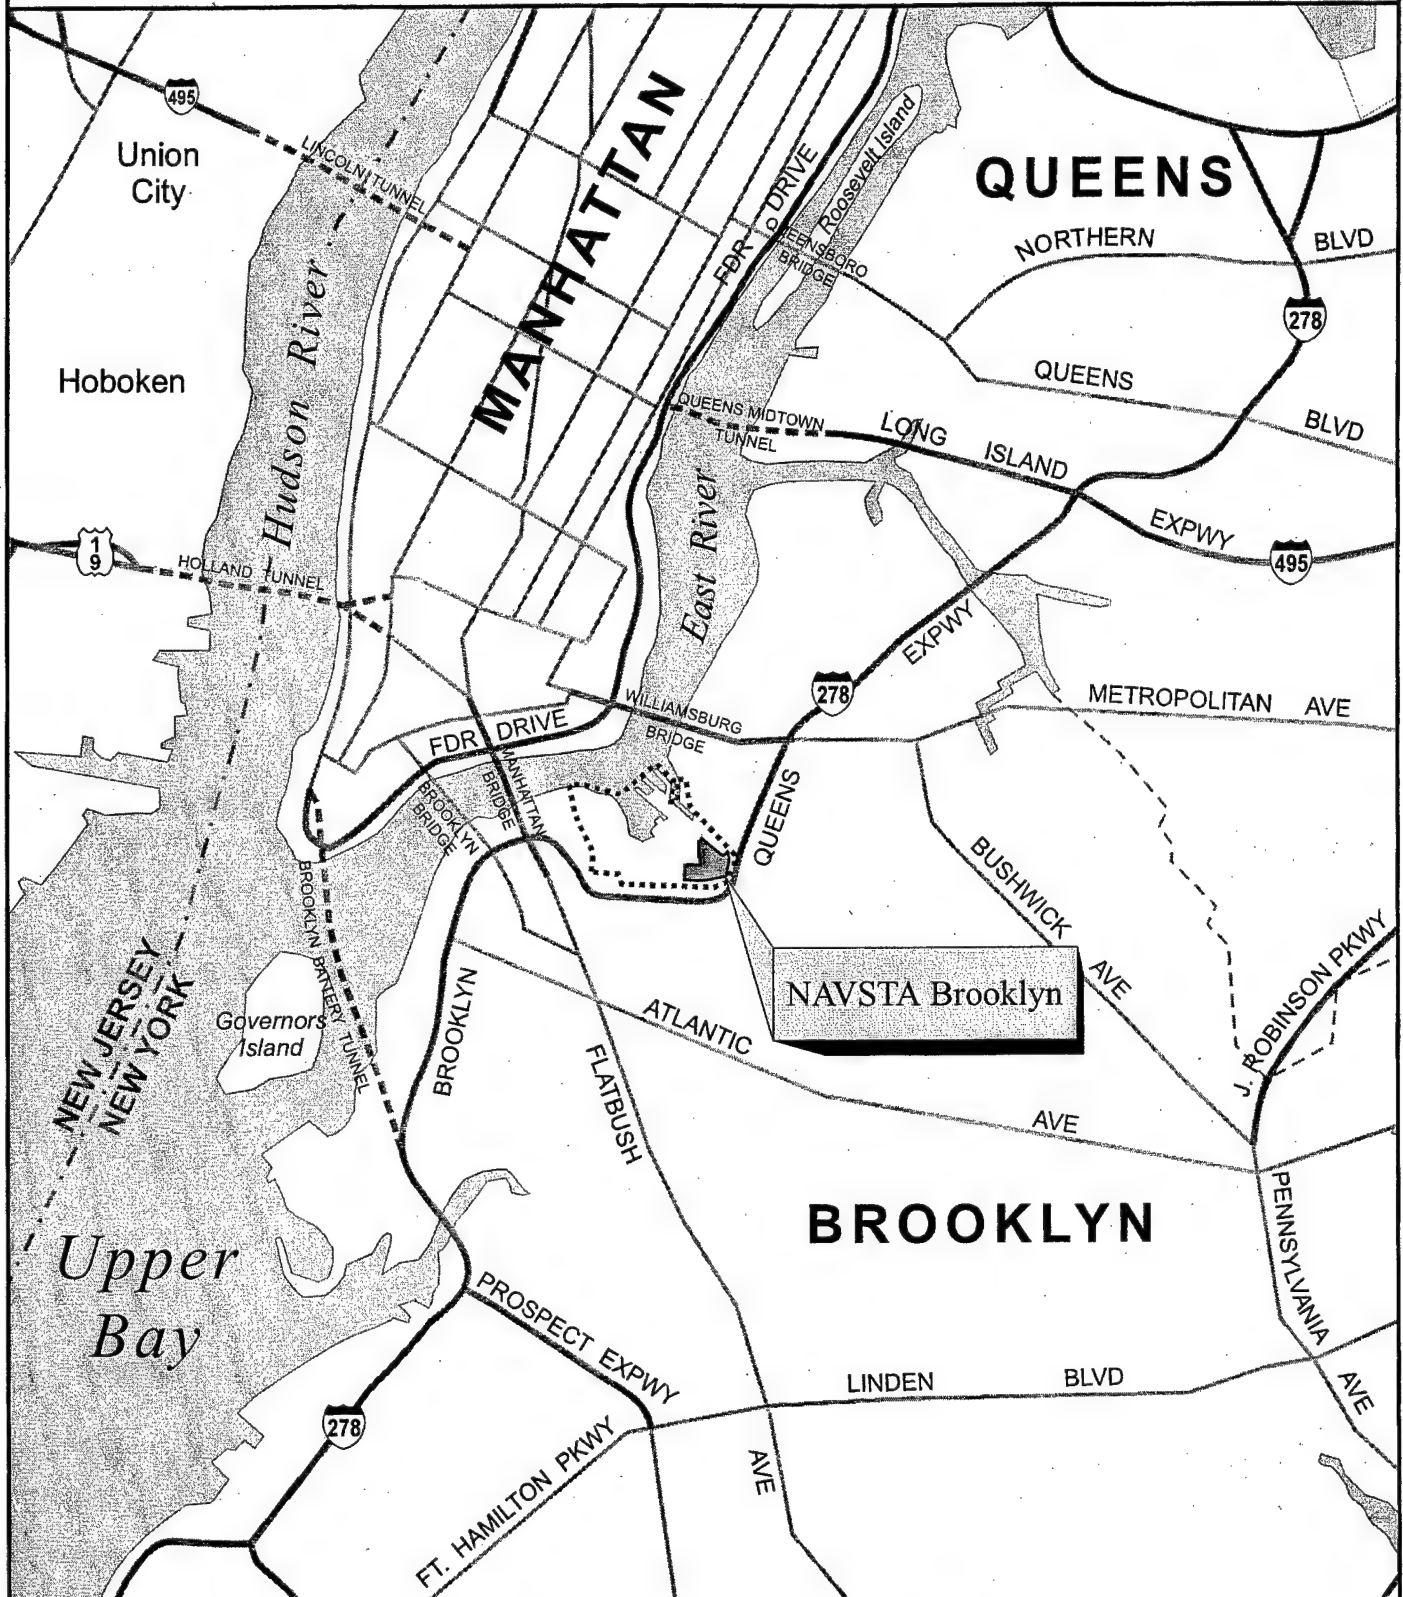 495
Union
City
LINCOLN TUNNEL
MANHATTAN
Hudson River
Hoboken
FDR DRIVE
Roosevelt Island
QUEENSBORO
BRIDGE
QUEENS
NORTHERN BLVD
278
QUEENS BLVD
QUEENS MIDTOWN
TUNNEL
LONG ISLAND EXPWY
495
East River
1
9
HOLLAND TUNNEL
EXPWY
278
QUEENS
METROPOLITAN AVE
WILLIAMSBURG
BRIDGE
FDR DRIVE
MANHATTAN
BRIDGE
BROOKLYN
BRIDGE
BROOKLYN BATTERY TUNNEL
BUSHWICK AVE
NAVSTA Brooklyn
J. ROBINSON PKWY
NEW JERSEY
NEW YORK
Governors
Island
BROOKLYN
ATLANTIC AVE
FLATBUSH AVE
BROOKLYN
PENNSYLVANIA AVE
Upper
Bay
PROSPECT EXPWY
LINDEN BLVD
278
FT. HAMILTON PKWY